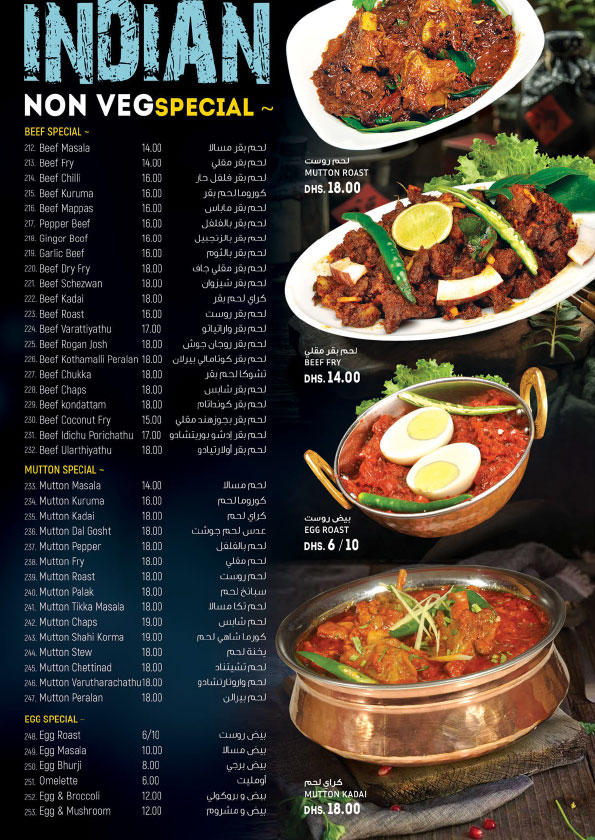 INDIAN
NON VEG SPECIAL ~
BEEF SPECIAL ~
212. Beef Masala 14.00 لحم بقر مسالا
213. Beef Fry 14.00 لحم بقر مقلي
214. Beef Chilli 16.00 لحم بقر فلفل حار
215. Beef Kuruma 16.00 كوروما لحم بقر
216. Beef Mappas 16.00 لحم بقر ماباس
217. Pepper Beef 16.00 لحم بقر بالفلفل
218. Gingor Boof 16.00 لحم بقر بالزنجبيل
219. Garlic Beef 16.00 لحم بقر بالثوم
220. Beef Dry Fry 18.00 لحم بقر مقلي جاف
221. Beef Schezwan 18.00 لحم بقر شيزوان
222. Beef Kadai 18.00 كراي لحم بقر
223. Beef Roast 16.00 لحم بقر روست
224. Beef Varattiyathu 17.00 لحم بقر واراتياتو
225. Beef Rogan Josh 18.00 لحم بقر روجان جوش
226. Beef Kothamalli Peralan 18.00 لحم بقر كوتامالي بيرلان
227. Beef Chukka 18.00 تشوكا لحم بقر
228. Beef Chaps 18.00 لحم بقر شابس
229. Beef kondattam 18.00 لحم بقر كونداتام
230. Beef Coconut Fry 15.00 لحم بقر بجوزهند مقلي
231. Beef Idichu Porichathu 17.00 لحم بقر إدشو بوريتشادو
232. Beef Ularthiyathu 18.00 لحم بقر أولارتيادو
MUTTON SPECIAL ~
233. Mutton Masala 14.00 لحم مسالا
234. Mutton Kuruma 16.00 كوروما لحم
235. Mutton Kadai 18.00 كراي لحم
236. Mutton Dal Gosht 18.00 عدس لحم جوشت
237. Mutton Pepper 18.00 لحم بالفلفل
238. Mutton Fry 18.00 لحم مقلي
239. Mutton Roast 18.00 لحم روست
240. Mutton Palak 18.00 سبانخ لحم
241. Mutton Tikka Masala 18.00 لحم تكا مسالا
242. Mutton Chaps 19.00 لحم شابس
243. Mutton Shahi Korma 19.00 كورما شاهي لحم
244. Mutton Stew 18.00 يخنة لحم
245. Mutton Chettinad 18.00 لحم تشيتناد
246. Mutton Varutharachathu 18.00 لحم واروتارتشادو
247. Mutton Peralan 18.00 لحم بيرالن
EGG SPECIAL ~
248. Egg Roast 6/10 بيض روست
249. Egg Masala 10.00 بيض مسالا
250. Egg Bhurji 8.00 بيض برجي
251. Omelette 6.00 أومليت
252. Egg & Broccoli 12.00 بيض و بروكولي
253. Egg & Mushroom 12.00 بيض و مشروم
لحم روست
MUTTON ROAST
DHS. 18.00
لحم بقر مقلي
BEEF FRY
DHS. 14.00
بيض روست
EGG ROAST
DHS. 6 / 10
كراي لحم
MUTTON KADAI
DHS. 18.00